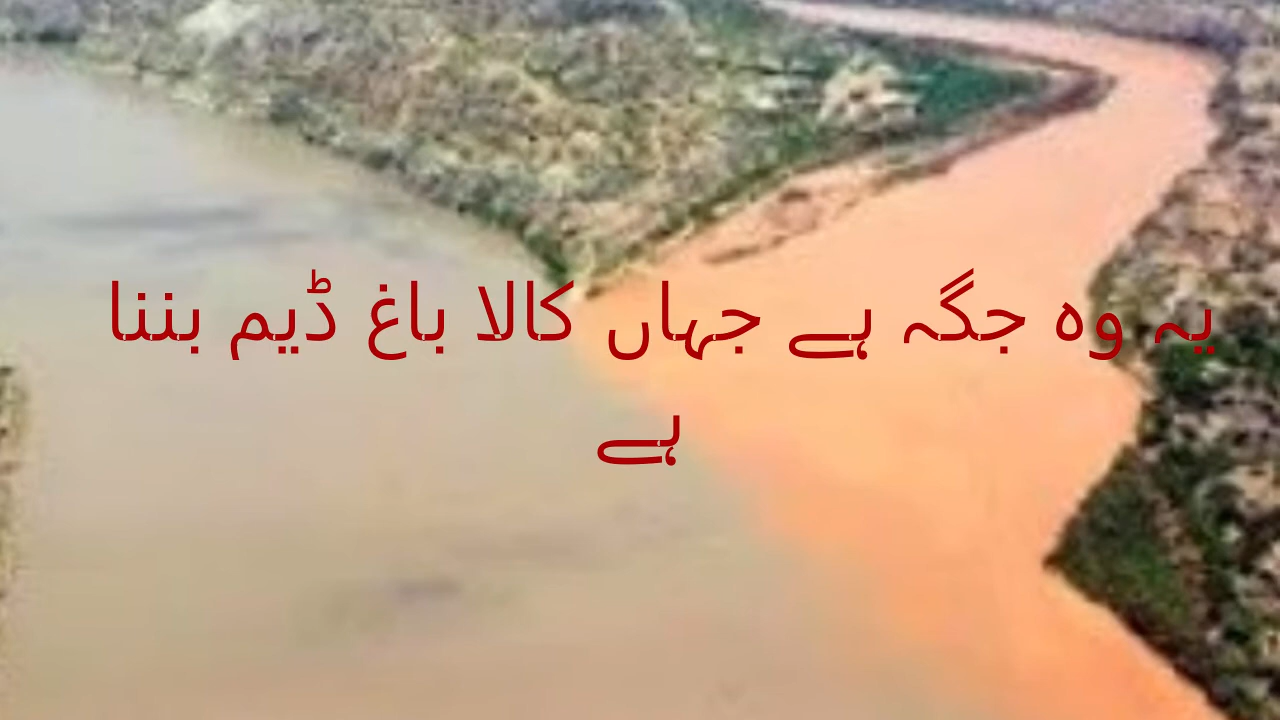 یہ وہ جگہ ہے جہاں کالا باغ ڈیم بننا
ہے